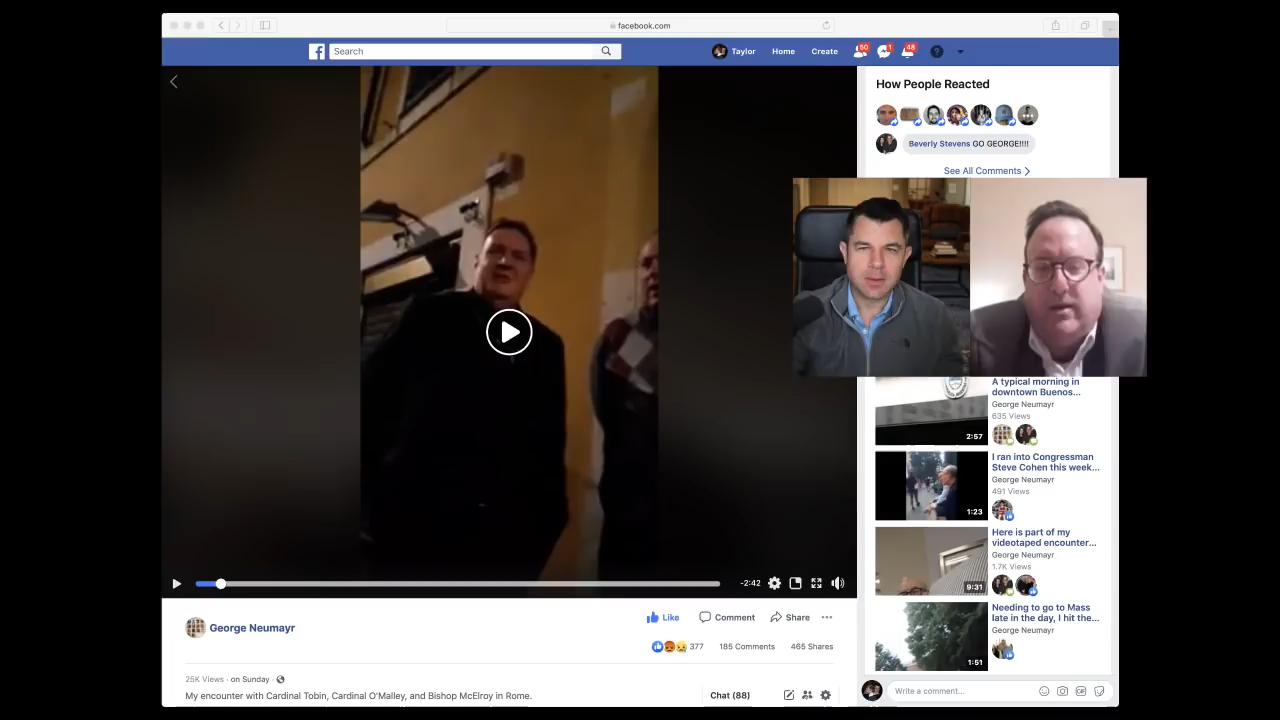 facebook.com
f
Search
Taylor
Home
Create
60
1
48
?
How People Reacted
Beverly Stevens GO GEORGE!!!!
See All Comments
A typical morning in
downtown Buenos...
George Neumayr
635 Views
2:57
I ran into Congressman
Steve Cohen this week...
George Neumayr
491 Views
1:23
Here is part of my
videotaped encounter...
George Neumayr
1.7K Views
9:31
Needing to go to Mass
late in the day, I hit the...
George Neumayr
1:51
-2:42
George Neumayr
Like
Comment
Share
377
185 Comments
465 Shares
25K Views · on Sunday ·
My encounter with Cardinal Tobin, Cardinal O'Malley, and Bishop McElroy in Rome.
Chat (88)
Write a comment...
GIF